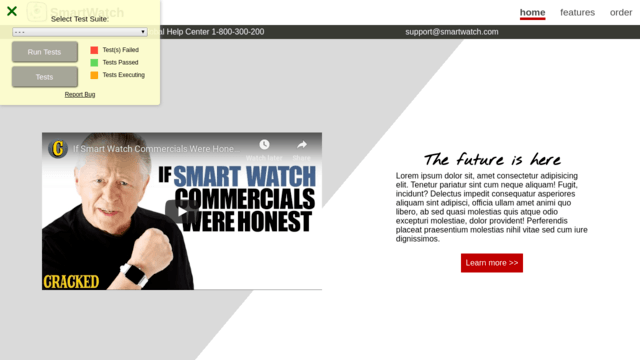 SmartWatch
home
features
order
Select Test Suite:
- - -
Run Tests
Tests
Test(s) Failed
Tests Passed
Tests Executing
Report Bug
al Help Center 1-800-300-200
support@smartwatch.com
If Smart Watch Commercials Were Hone...
IF SMART WATCH
COMMERCIALS
WERE HONEST
CRACKED
The future is here
Lorem ipsum dolor sit, amet consectetur adipisicing
elit. Tenetur pariatur sint cum neque aliquam! Fugit,
incidunt? Delectus impedit consequatur asperiores
aliquam sint adipisci, officia ullam amet animi quo
libero, ab sed quasi molestias quis atque odio
excepturi molestiae, dolor provident! Perferendis
placeat praesentium molestias nihil vitae sed cum iure
dignissimos.
Learn more >>